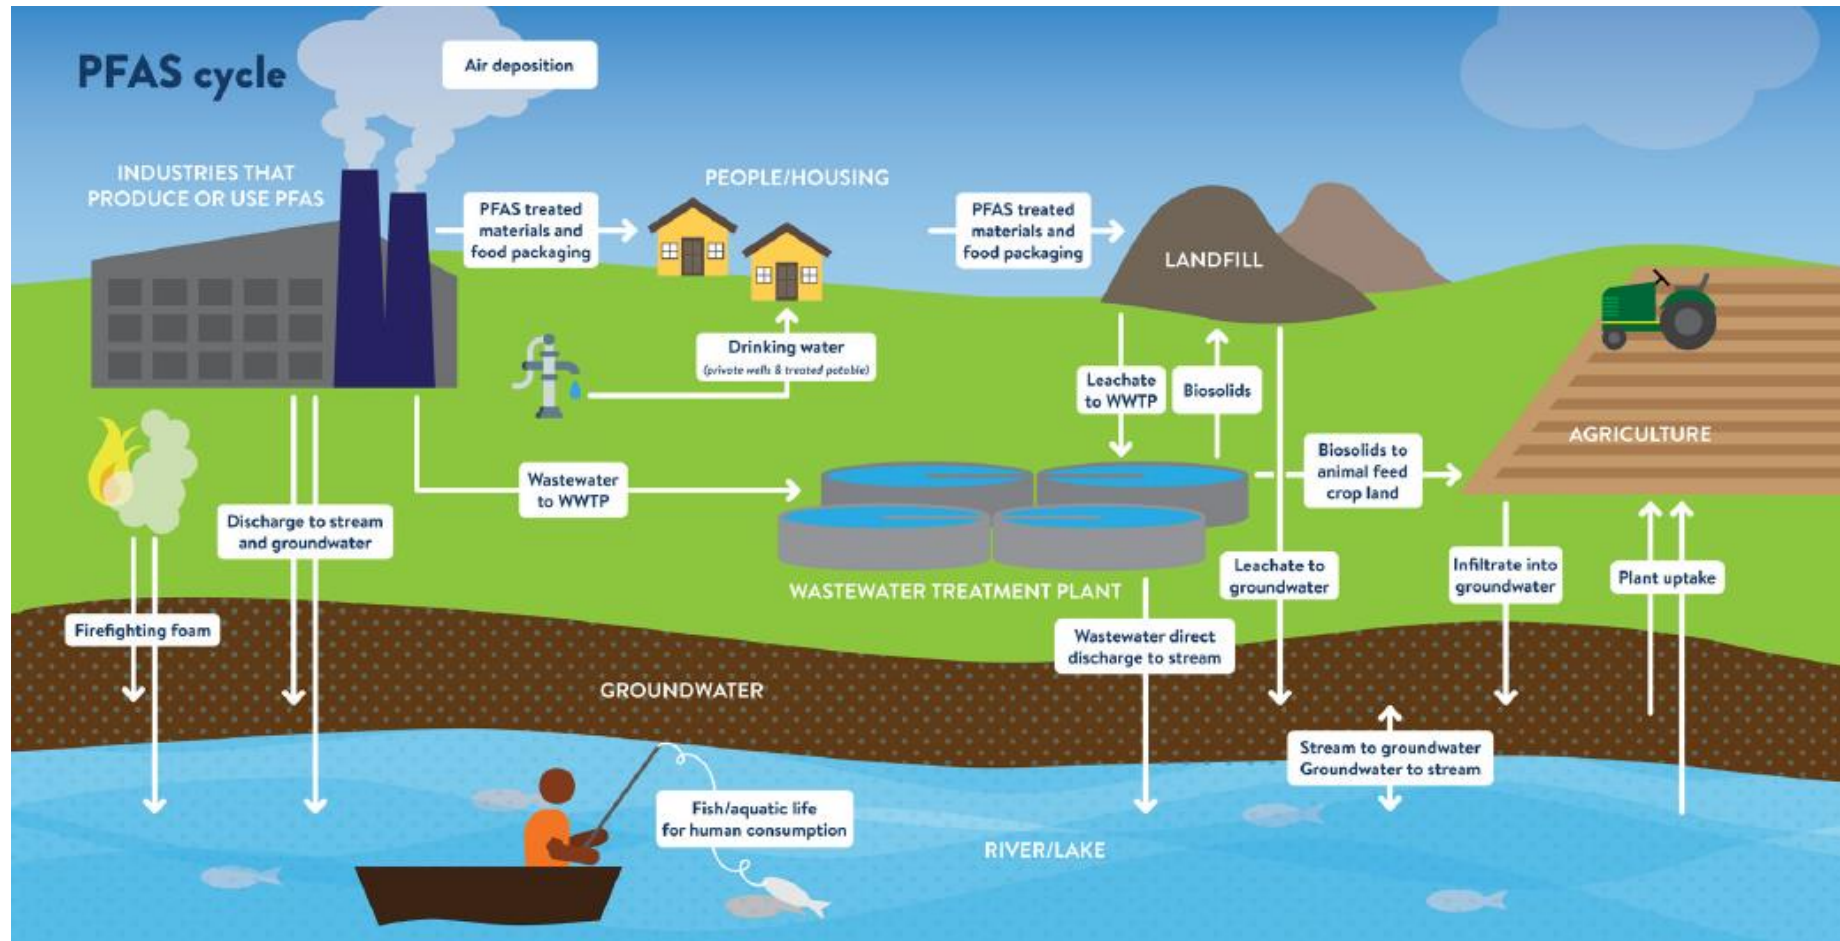 PFAS cycle
Air deposition
INDUSTRIES THAT
PRODUCE OR USE PFAS
PFAS treated
materials and
food packaging
PEOPLE/HOUSING
PFAS treated
materials and
food packaging
LANDFILL
Drinking water
(private wells & treated potable)
Leachate
to WWTP
Biosolids
AGRICULTURE
Biosolids to
animal feed
crop land
Wastewater
to WWTP
Discharge to stream
and groundwater
WASTEWATER TREATMENT PLANT
Leachate to
groundwater
Infiltrate into
groundwater
Plant uptake
Firefighting foam
Wastewater direct
discharge to stream
GROUNDWATER
Stream to groundwater
Groundwater to stream
Fish/aquatic life
for human consumption
RIVER/LAKE